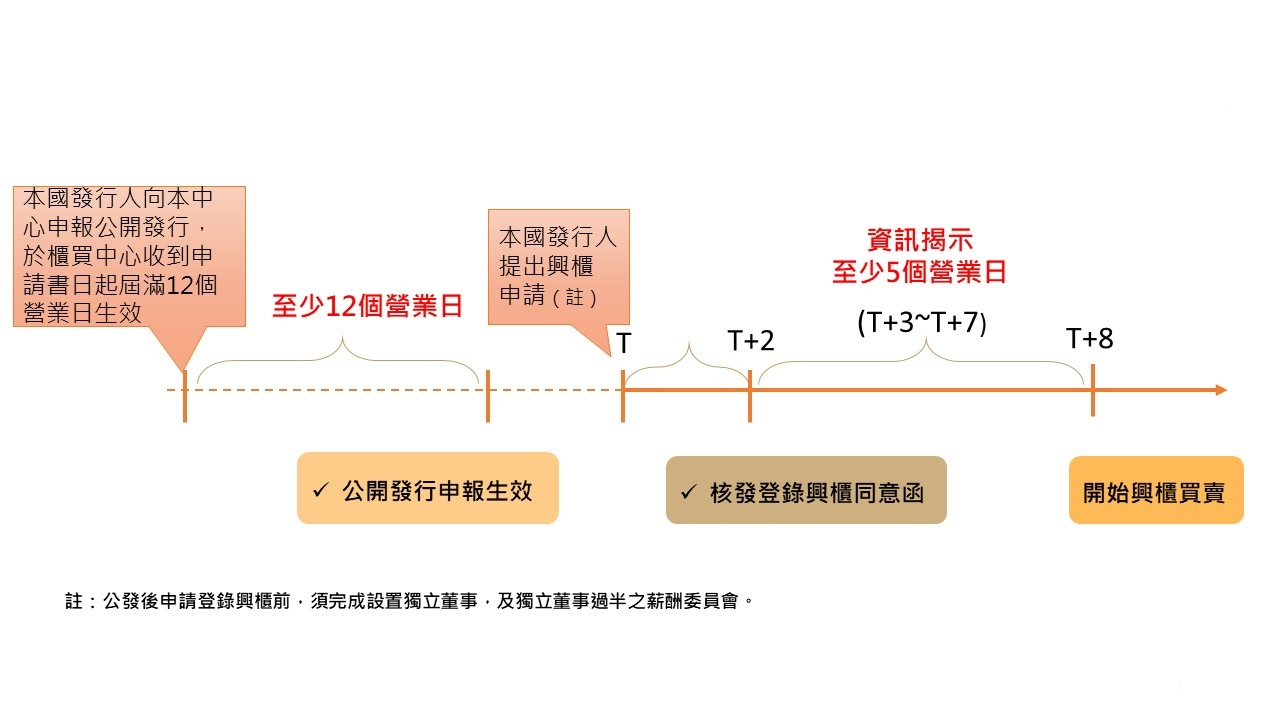 本國發行人向本中
心申報公開發行，
於櫃買中心收到申
請書日起屆滿12個
營業日生效
至少12個營業日
本國發行人
提出興櫃
申請（註）
資訊揭示
至少5個營業日
(T+3~T+7)
T
T+2
T+8
✓ 公開發行申報生效
✓ 核發登錄興櫃同意函
開始興櫃買賣
註：公發後申請登錄興櫃前，須完成設置獨立董事，及獨立董事過半之薪酬委員會。